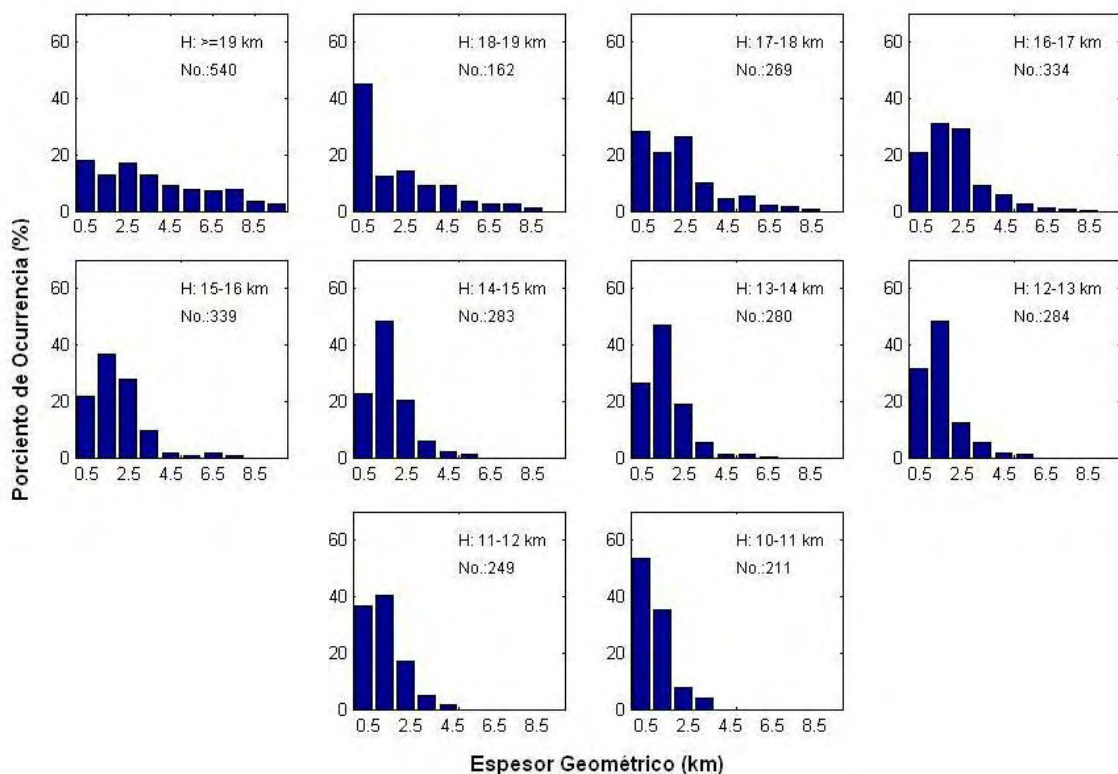 Porciento de Ocurrencia (%)
60
40
20
0
H: >=19 km
No.:540
0.5 2.5 4.5 6.5 8.5
60
40
20
0
H: 18-19 km
No.:162
0.5 2.5 4.5 6.5 8.5
60
40
20
0
H: 17-18 km
No.:269
0.5 2.5 4.5 6.5 8.5
60
40
20
0
H: 16-17 km
No.:334
0.5 2.5 4.5 6.5 8.5
60
40
20
0
H: 15-16 km
No.:339
0.5 2.5 4.5 6.5 8.5
60
40
20
0
H: 14-15 km
No.:283
0.5 2.5 4.5 6.5 8.5
60
40
20
0
H: 13-14 km
No.:280
0.5 2.5 4.5 6.5 8.5
60
40
20
0
H: 12-13 km
No.:284
0.5 2.5 4.5 6.5 8.5
60
40
20
0
H: 11-12 km
No.:249
0.5 2.5 4.5 6.5 8.5
60
40
20
0
H: 10-11 km
No.:211
0.5 2.5 4.5 6.5 8.5
Espesor Geométrico (km)